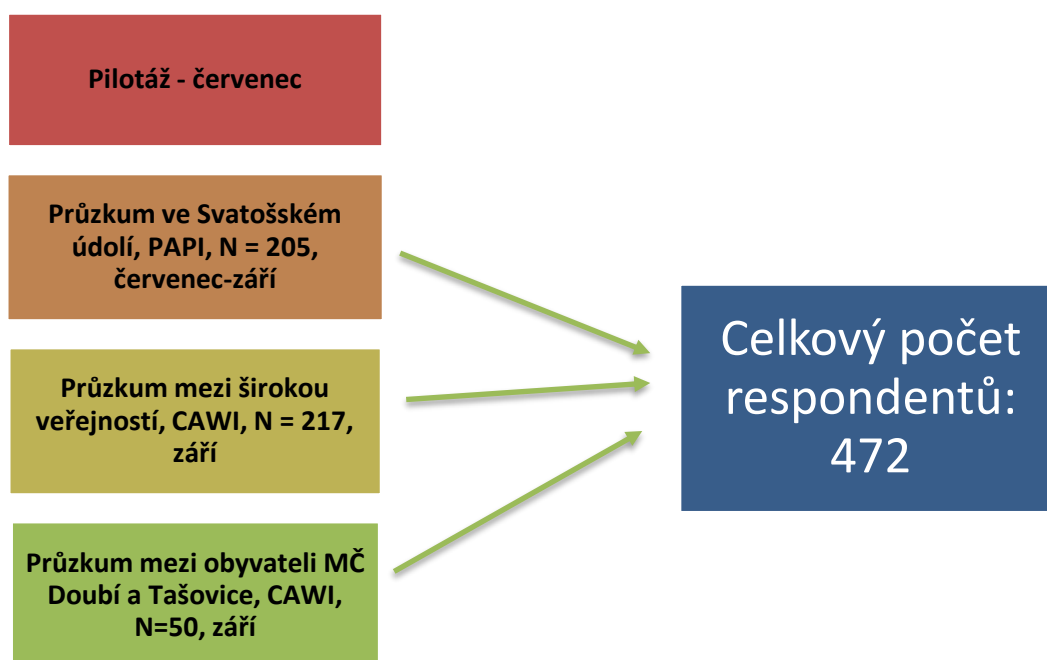 Pilotáž - červenec
Průzkum ve Svatošském
údolí, PAPI, N = 205,
červenec-září
Průzkum mezi širokou
veřejností, CAWI, N = 217,
září
Průzkum mezi obyvateli MČ
Doubí a Tašovice, CAWI,
N=50, září
Celkový počet
respondentů:
472